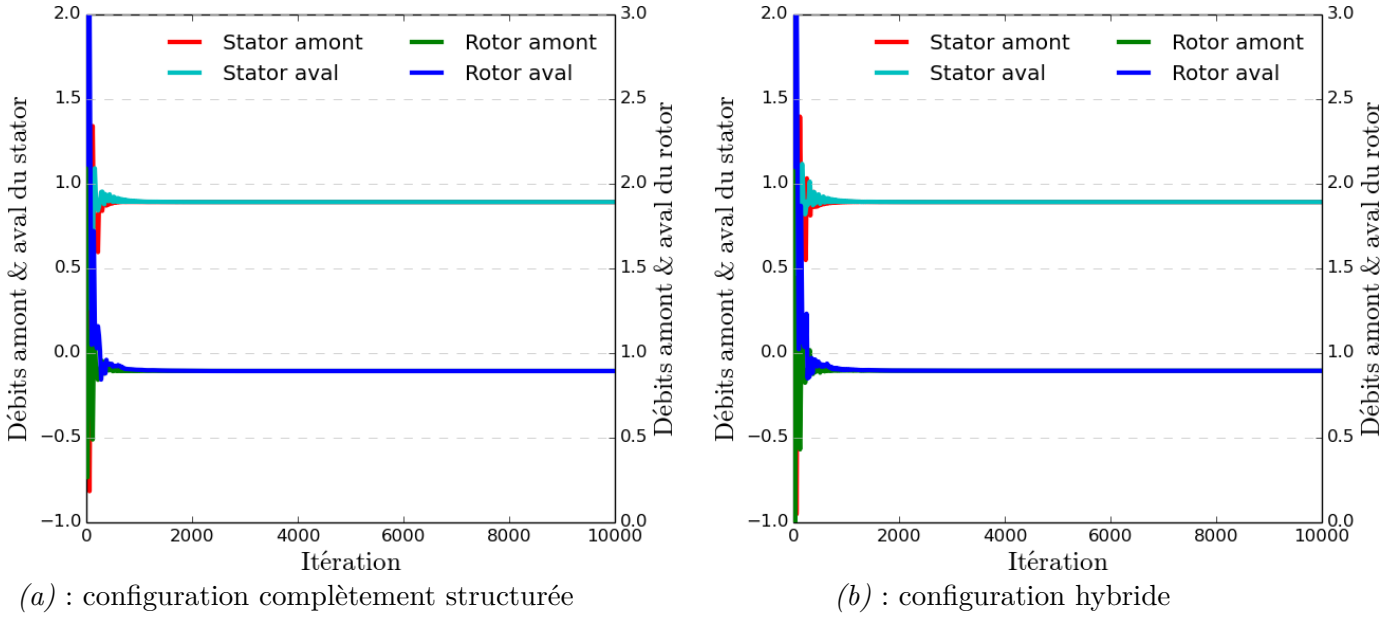 2.0
1.5
1.0
0.5
0.0
−0.5
−1.0
3.0
2.5
2.0
1.5
1.0
0.5
0.0
0
2000
4000
6000
8000
10000
Stator amont
Stator aval
Rotor amont
Rotor aval
Débits amont & aval du stator
Débits amont & aval du rotor
Itération
(a) : configuration complètement structurée
2.0
1.5
1.0
0.5
0.0
−0.5
−1.0
3.0
2.5
2.0
1.5
1.0
0.5
0.0
0
2000
4000
6000
8000
10000
Stator amont
Stator aval
Rotor amont
Rotor aval
Débits amont & aval du stator
Débits amont & aval du rotor
Itération
(b) : configuration hybride